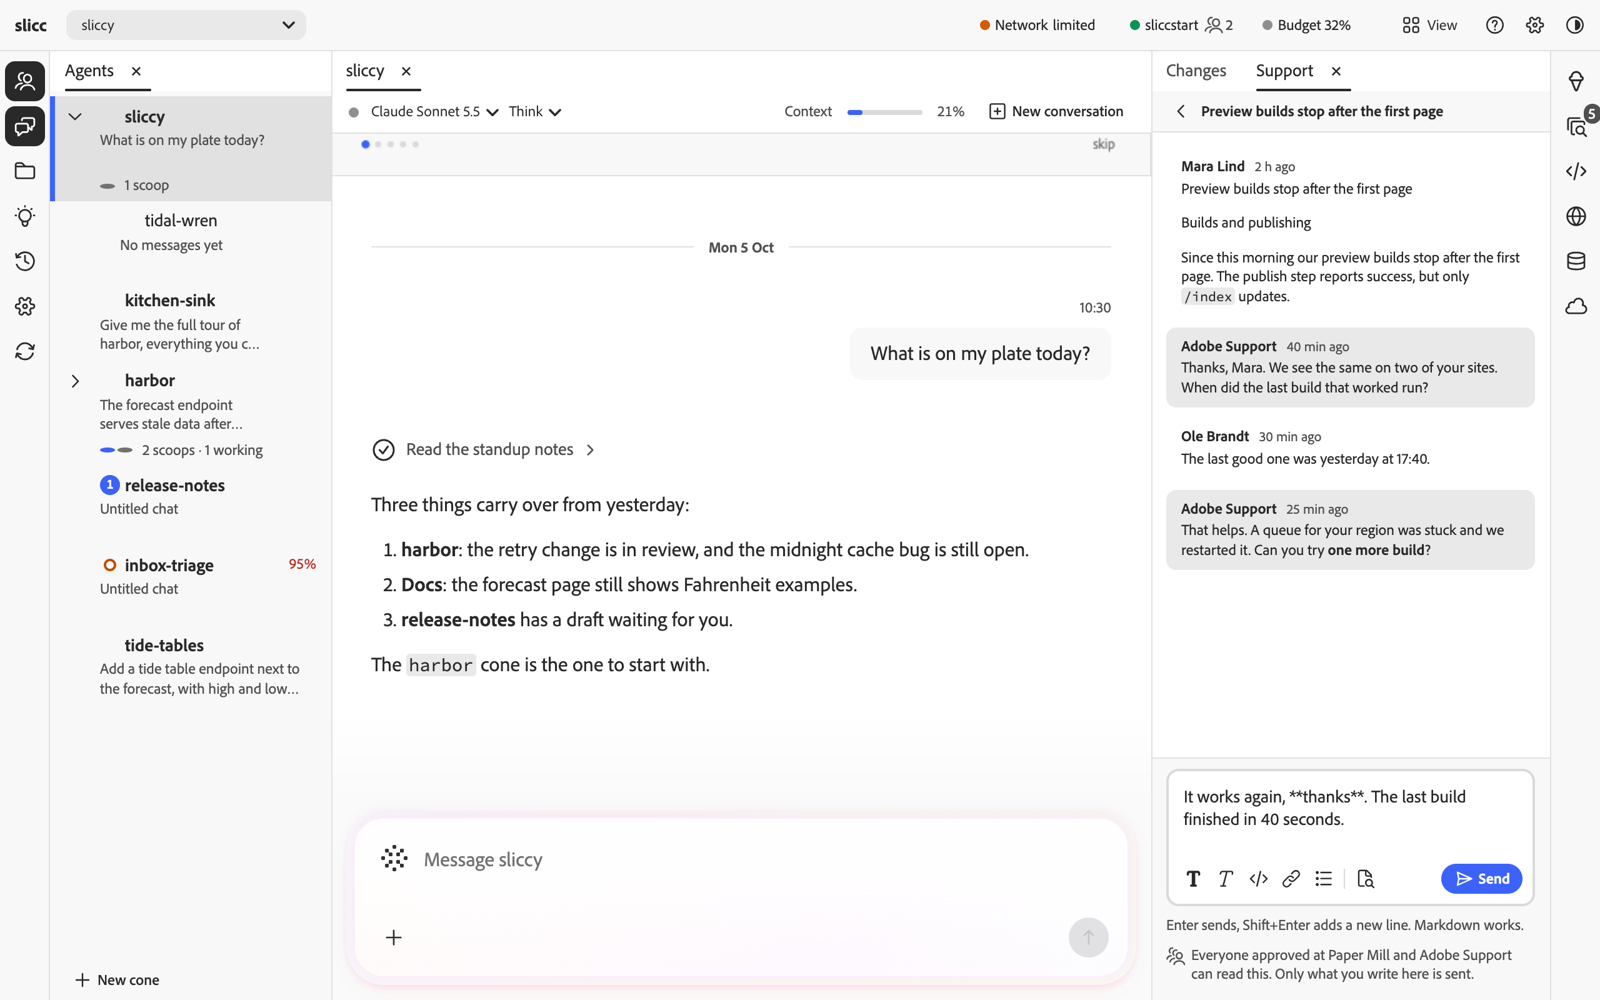 slicc
sliccy
Network limited
sliccstart 2
Budget 32%
View
Agents
sliccy
What is on my plate today?
1 scoop
tidal-wren
No messages yet
kitchen-sink
Give me the full tour of
harbor, everything you c...
harbor
The forecast endpoint
serves stale data after...
2 scoops · 1 working
1 release-notes
Untitled chat
inbox-triage 95%
Untitled chat
tide-tables
Add a tide table endpoint next to
the forecast, with high and low...
New cone
sliccy
Claude Sonnet 5.5 Think
Context 21% New conversation
skip
Mon 5 Oct
10:30
What is on my plate today?
Read the standup notes
Three things carry over from yesterday:
1. harbor: the retry change is in review, and the midnight cache bug is still open.
2. Docs: the forecast page still shows Fahrenheit examples.
3. release-notes has a draft waiting for you.
The harbor cone is the one to start with.
Message sliccy
Changes Support
Preview builds stop after the first page
Mara Lind 2 h ago
Preview builds stop after the first page
Builds and publishing
Since this morning our preview builds stop after the first
page. The publish step reports success, but only
/index updates.
Adobe Support 40 min ago
Thanks, Mara. We see the same on two of your sites.
When did the last build that worked run?
Ole Brandt 30 min ago
The last good one was yesterday at 17:40.
Adobe Support 25 min ago
That helps. A queue for your region was stuck and we
restarted it. Can you try one more build?
It works again, **thanks**. The last build
finished in 40 seconds.
Send
Enter sends, Shift+Enter adds a new line. Markdown works.
Everyone approved at Paper Mill and Adobe Support
can read this. Only what you write here is sent.
5